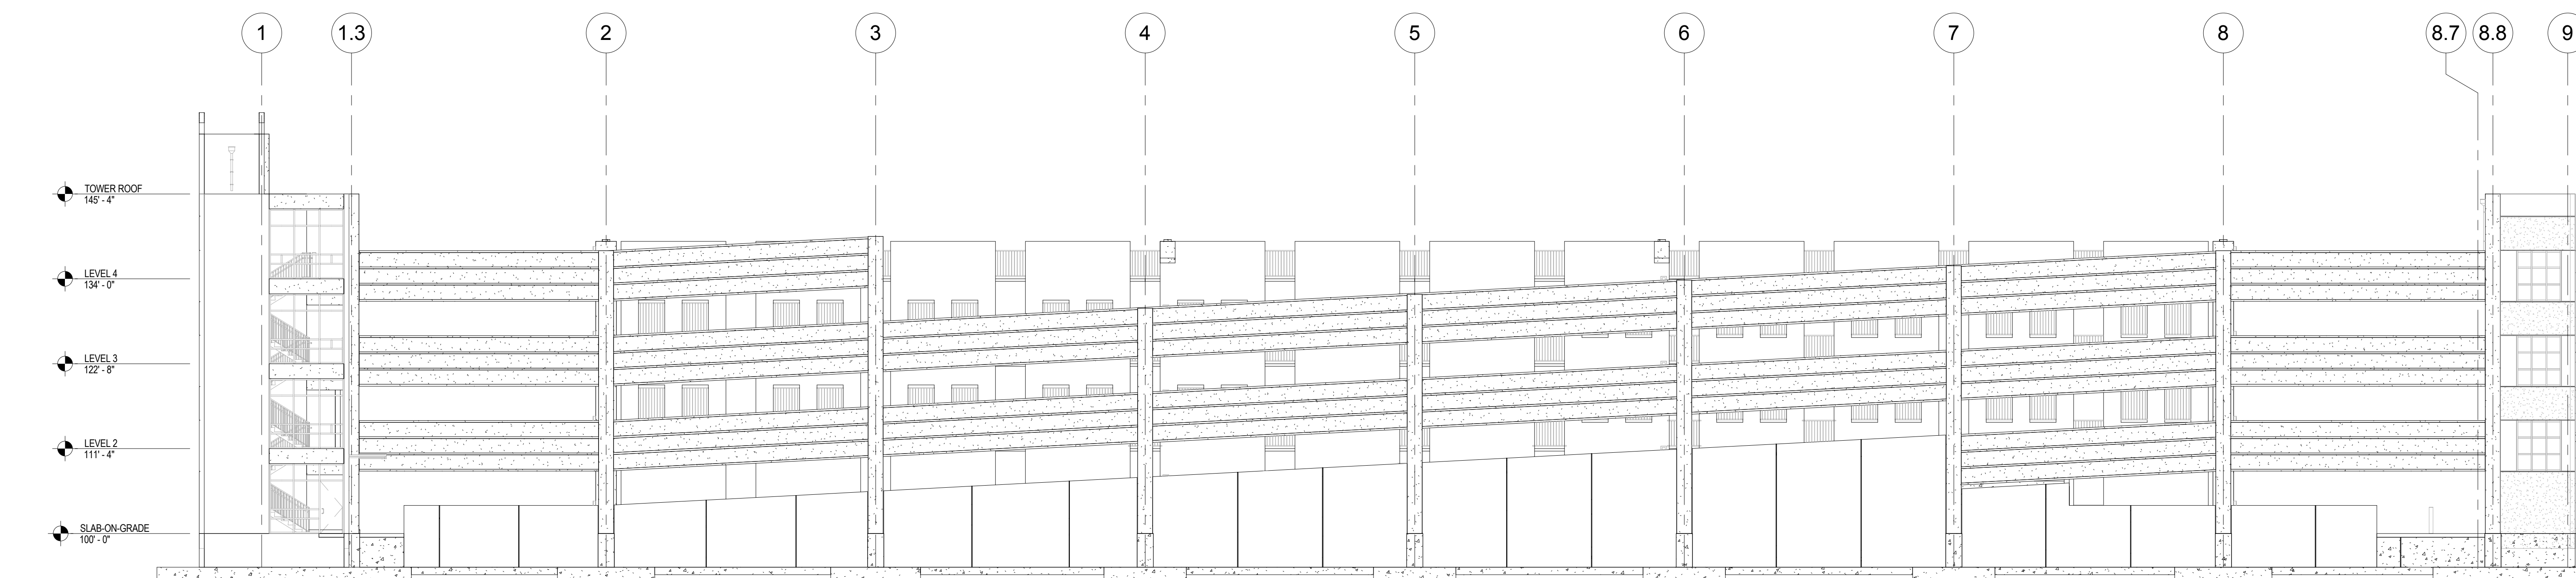 1 1.3 2 3 4 5 6 7 8 8.7 8.8 9
TOWER ROOF
145' - 4"
LEVEL 4
134' - 0"
LEVEL 3
122' - 8"
LEVEL 2
111' - 4"
SLAB-ON-GRADE
100' - 0"